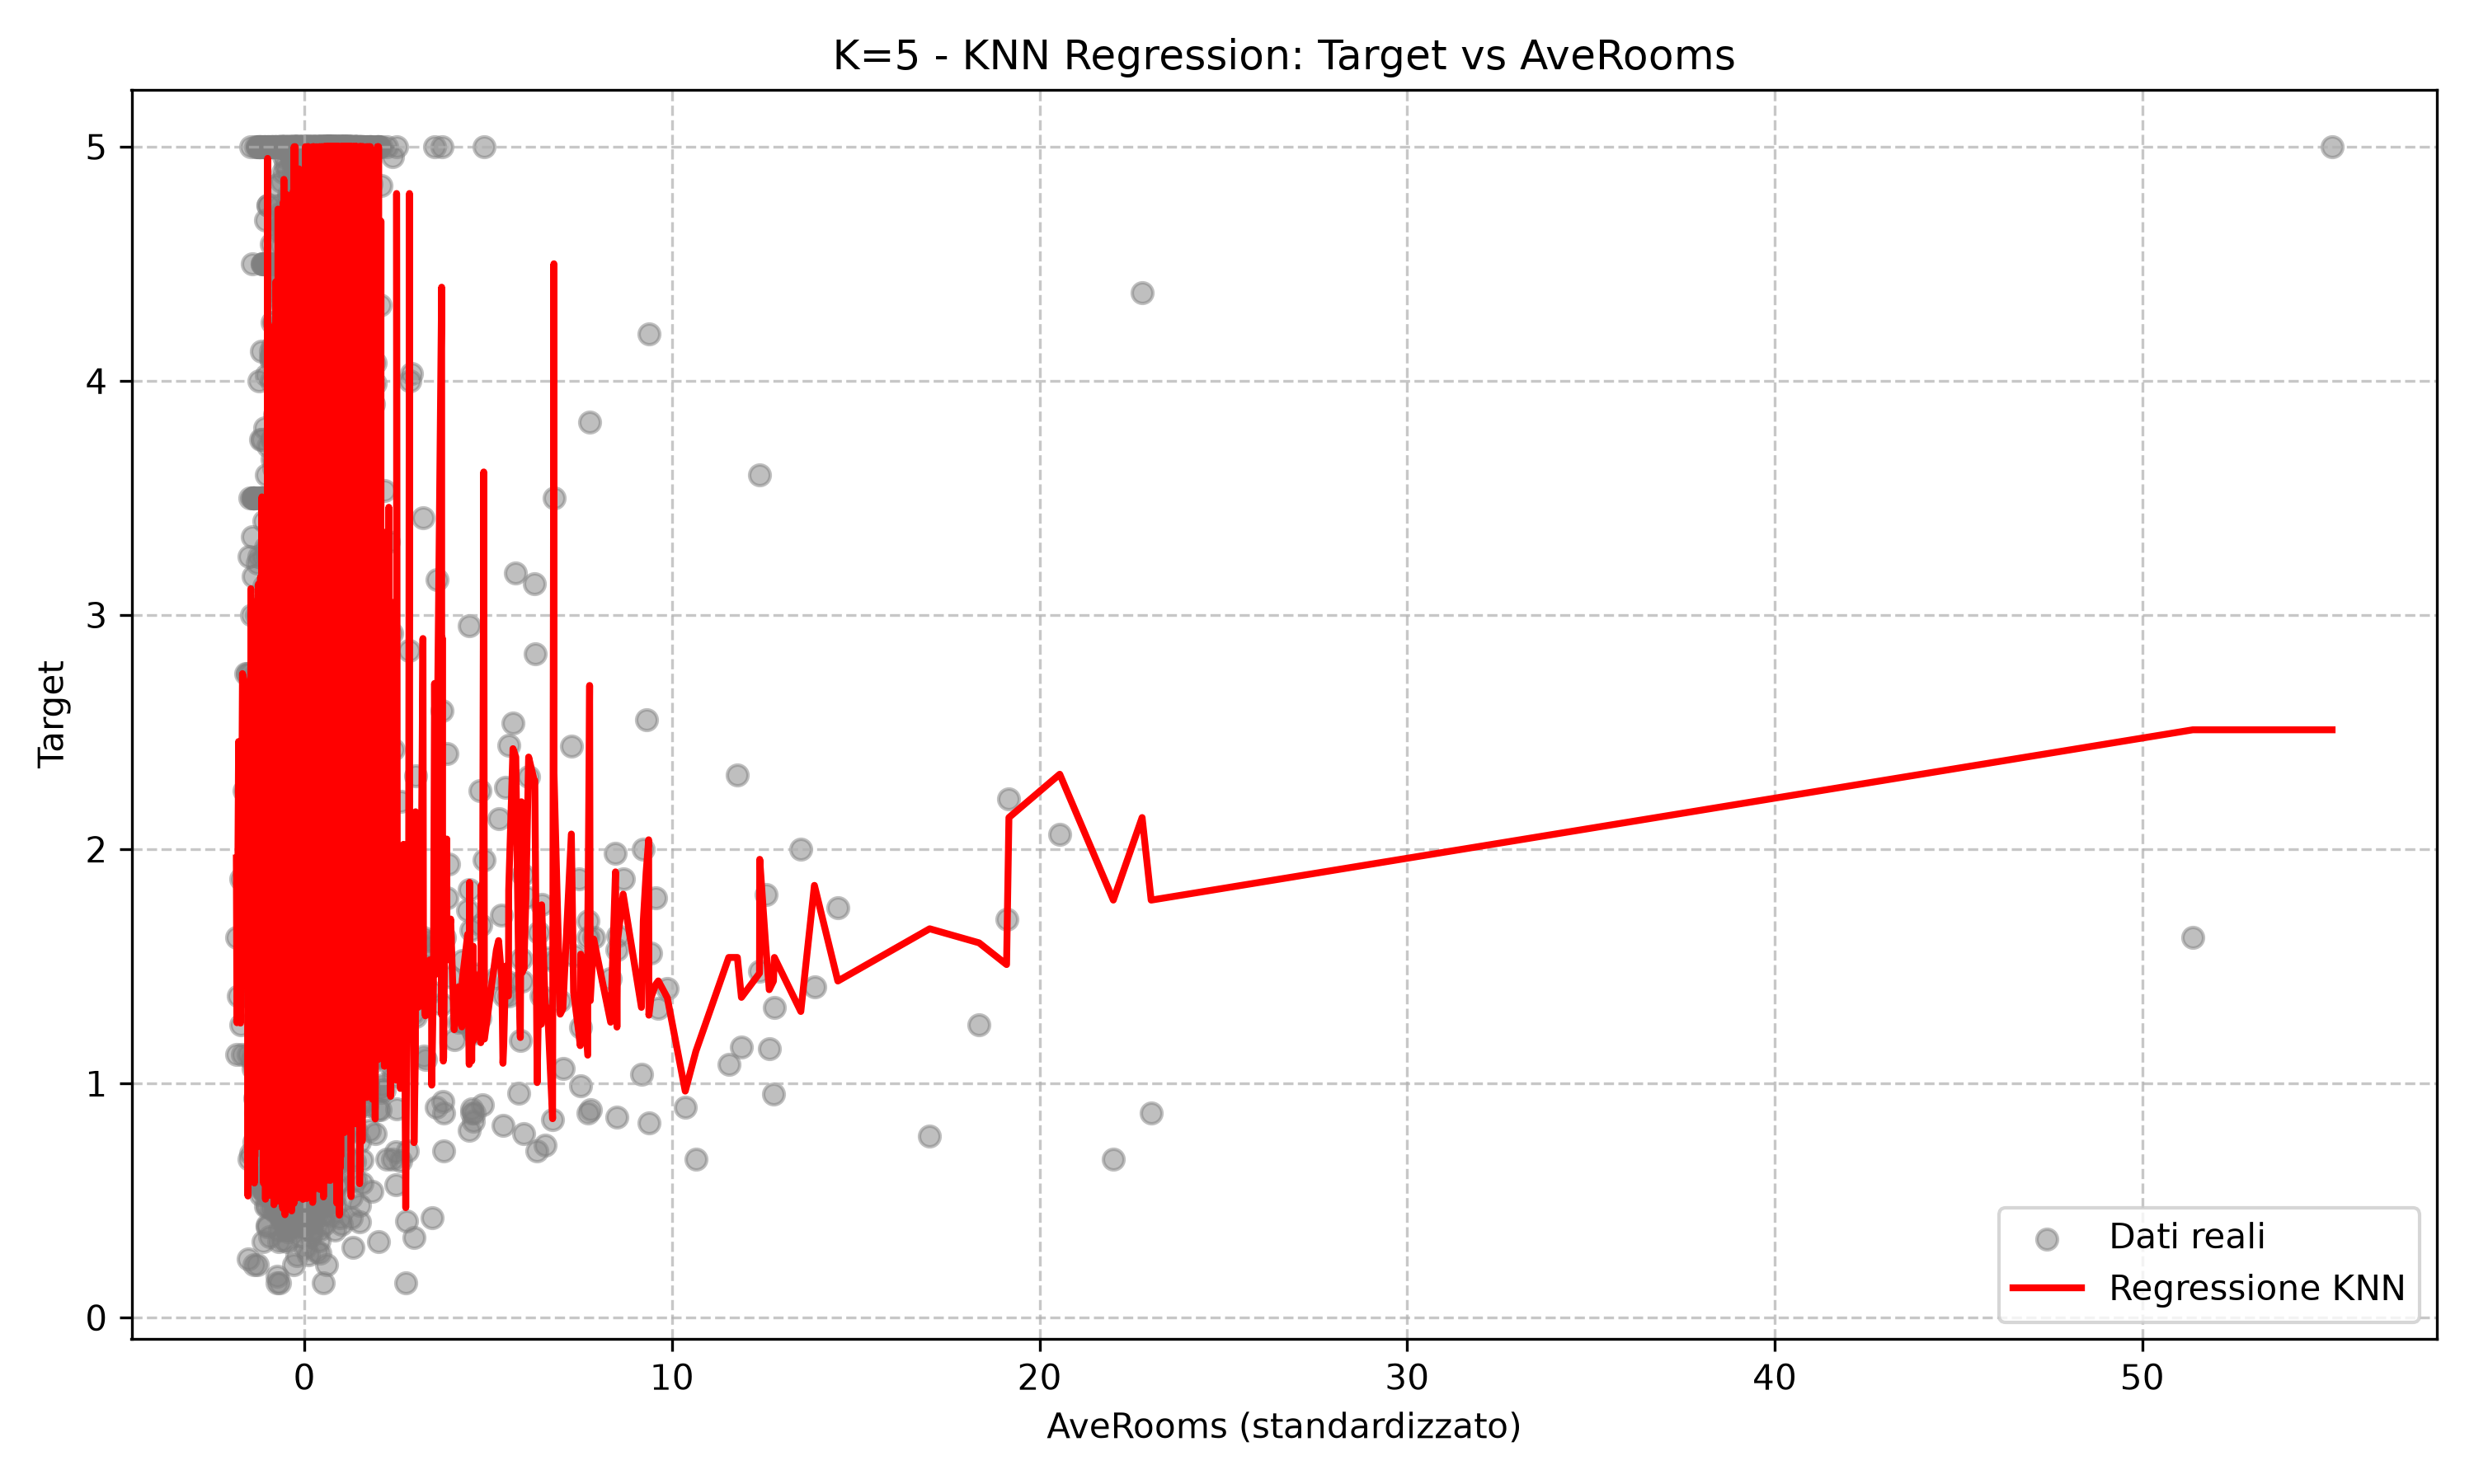 K=5 - KNN Regression: Target vs AveRooms
Target
5
4
3
2
1
0
Dati reali
Regressione KNN
0 10 20 30 40 50
AveRooms (standardizzato)